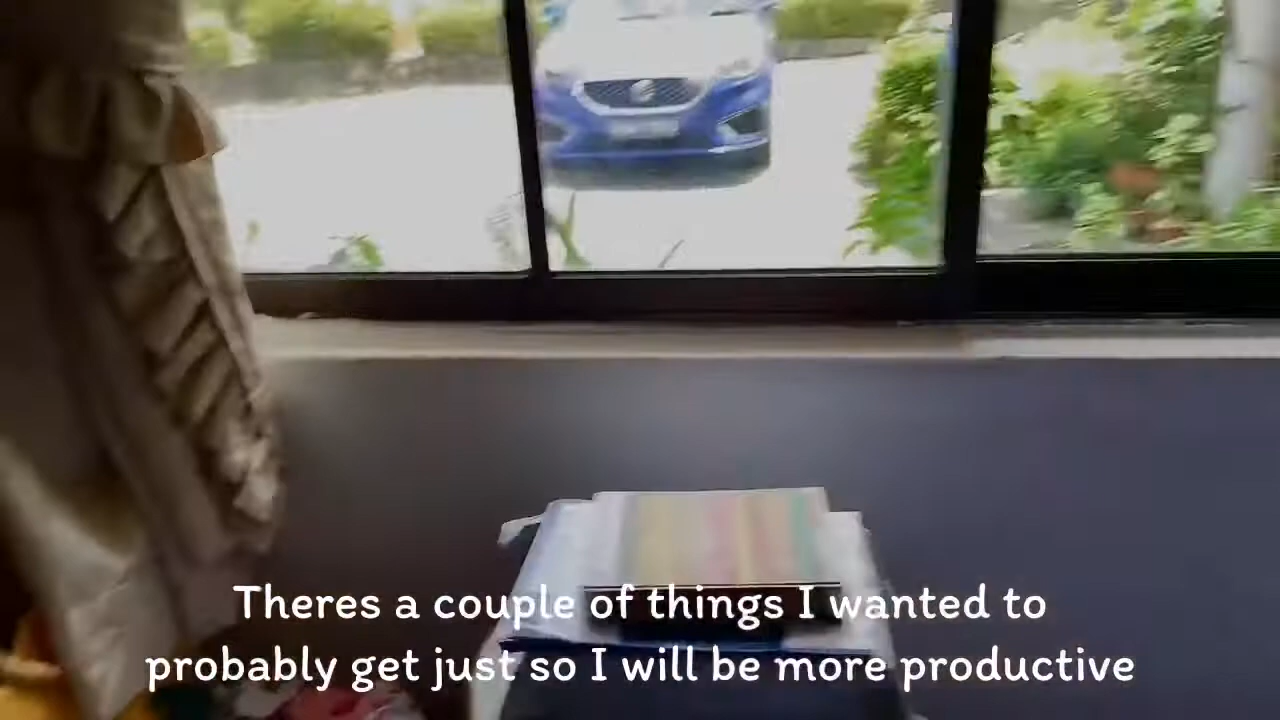 Theres a couple of things I wanted to
probably get just so I will be more productive